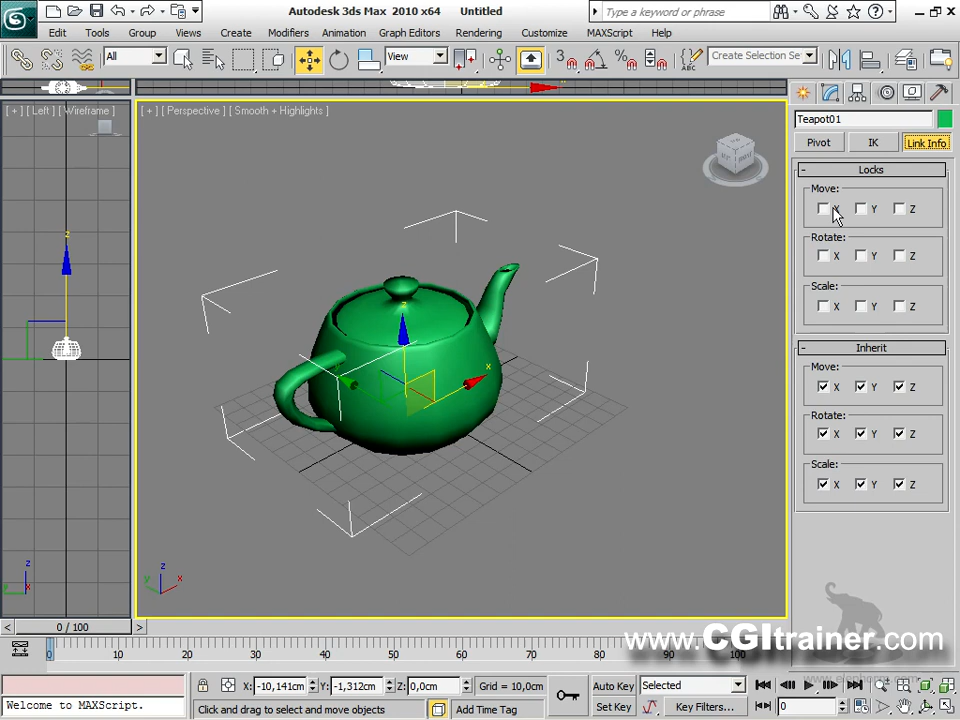 Autodesk 3ds Max 2010 x64 Untitled
Type a keyword or phrase
Edit Tools Group Views Create Modifiers Animation Graph Editors Rendering Customize MAXScript Help
All
View
3
ABC
Create Selection Se
[ + ] [ Left ] [ Wireframe ]
[ + ] [ Perspective ] [ Smooth + Highlights ]
Teapot01
Pivot IK Link Info
- Locks
Move:
X Y Z
Rotate:
X Y Z
Scale:
X Y Z
- Inherit
Move:
X Y Z
Rotate:
X Y Z
Scale:
X Y Z
z
x
z
y x
z
y x
< 0 / 100 >
0 10 20 30 40 50 60 70 80 90 100
www.CGItrainer.com
X: -10,141cm Y: -1,312cm Z: 0,0cm Grid = 10,0cm
Auto Key Selected
Welcome to MAXScript.
Click and drag to select and move objects
Add Time Tag
Set Key Key Filters...
0